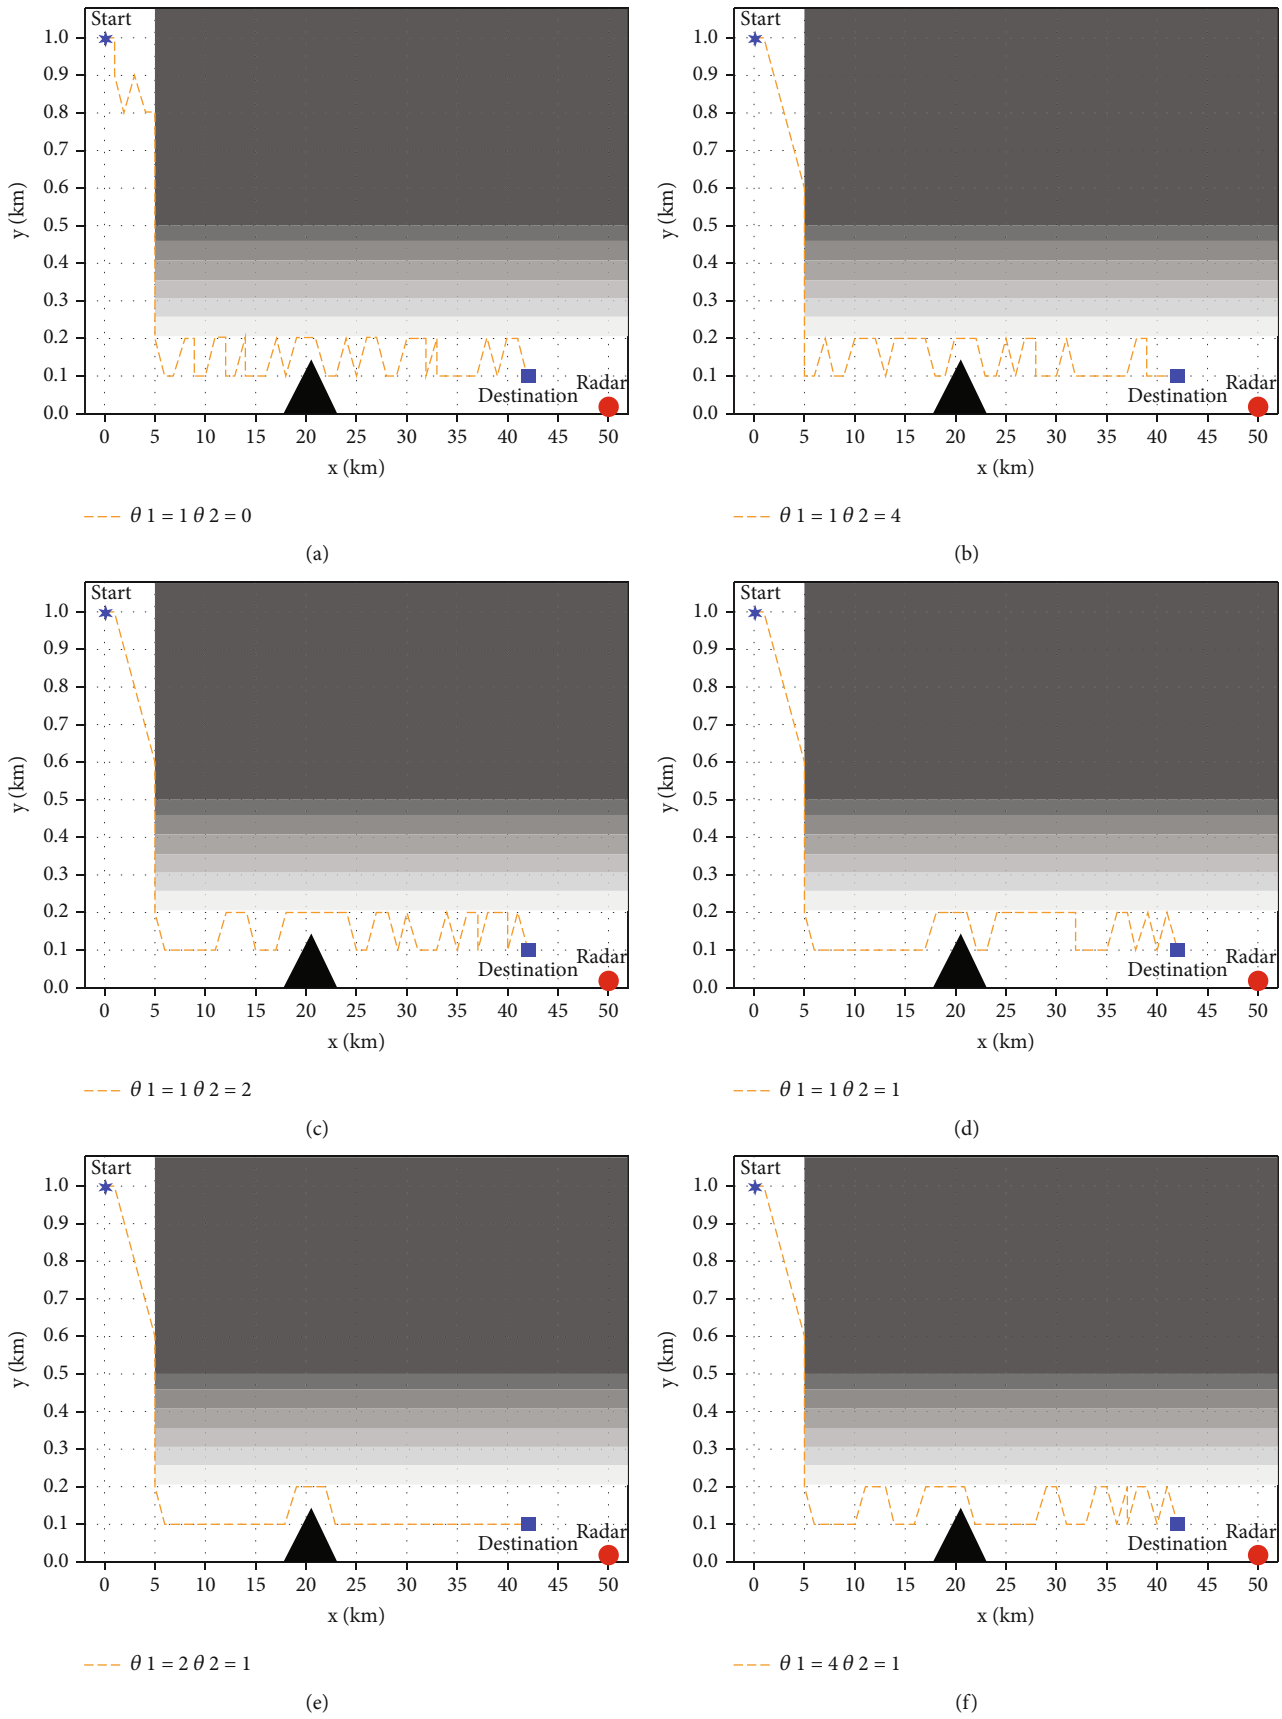 Start
1.0
0.9
0.8
0.7
0.6
0.5
0.4
0.3
0.2
0.1
0.0
y (km)
Destination
Radar
0 5 10 15 20 25 30 35 40 45 50
x (km)
θ 1 = 1 θ 2 = 0
(a)
Start
1.0
0.9
0.8
0.7
0.6
0.5
0.4
0.3
0.2
0.1
0.0
y (km)
Destination
Radar
0 5 10 15 20 25 30 35 40 45 50
x (km)
θ 1 = 1 θ 2 = 4
(b)
Start
1.0
0.9
0.8
0.7
0.6
0.5
0.4
0.3
0.2
0.1
0.0
y (km)
Destination
Radar
0 5 10 15 20 25 30 35 40 45 50
x (km)
θ 1 = 1 θ 2 = 2
(c)
Start
1.0
0.9
0.8
0.7
0.6
0.5
0.4
0.3
0.2
0.1
0.0
y (km)
Destination
Radar
0 5 10 15 20 25 30 35 40 45 50
x (km)
θ 1 = 1 θ 2 = 1
(d)
Start
1.0
0.9
0.8
0.7
0.6
0.5
0.4
0.3
0.2
0.1
0.0
y (km)
Destination
Radar
0 5 10 15 20 25 30 35 40 45 50
x (km)
θ 1 = 2 θ 2 = 1
(e)
Start
1.0
0.9
0.8
0.7
0.6
0.5
0.4
0.3
0.2
0.1
0.0
y (km)
Destination
Radar
0 5 10 15 20 25 30 35 40 45 50
x (km)
θ 1 = 4 θ 2 = 1
(f)